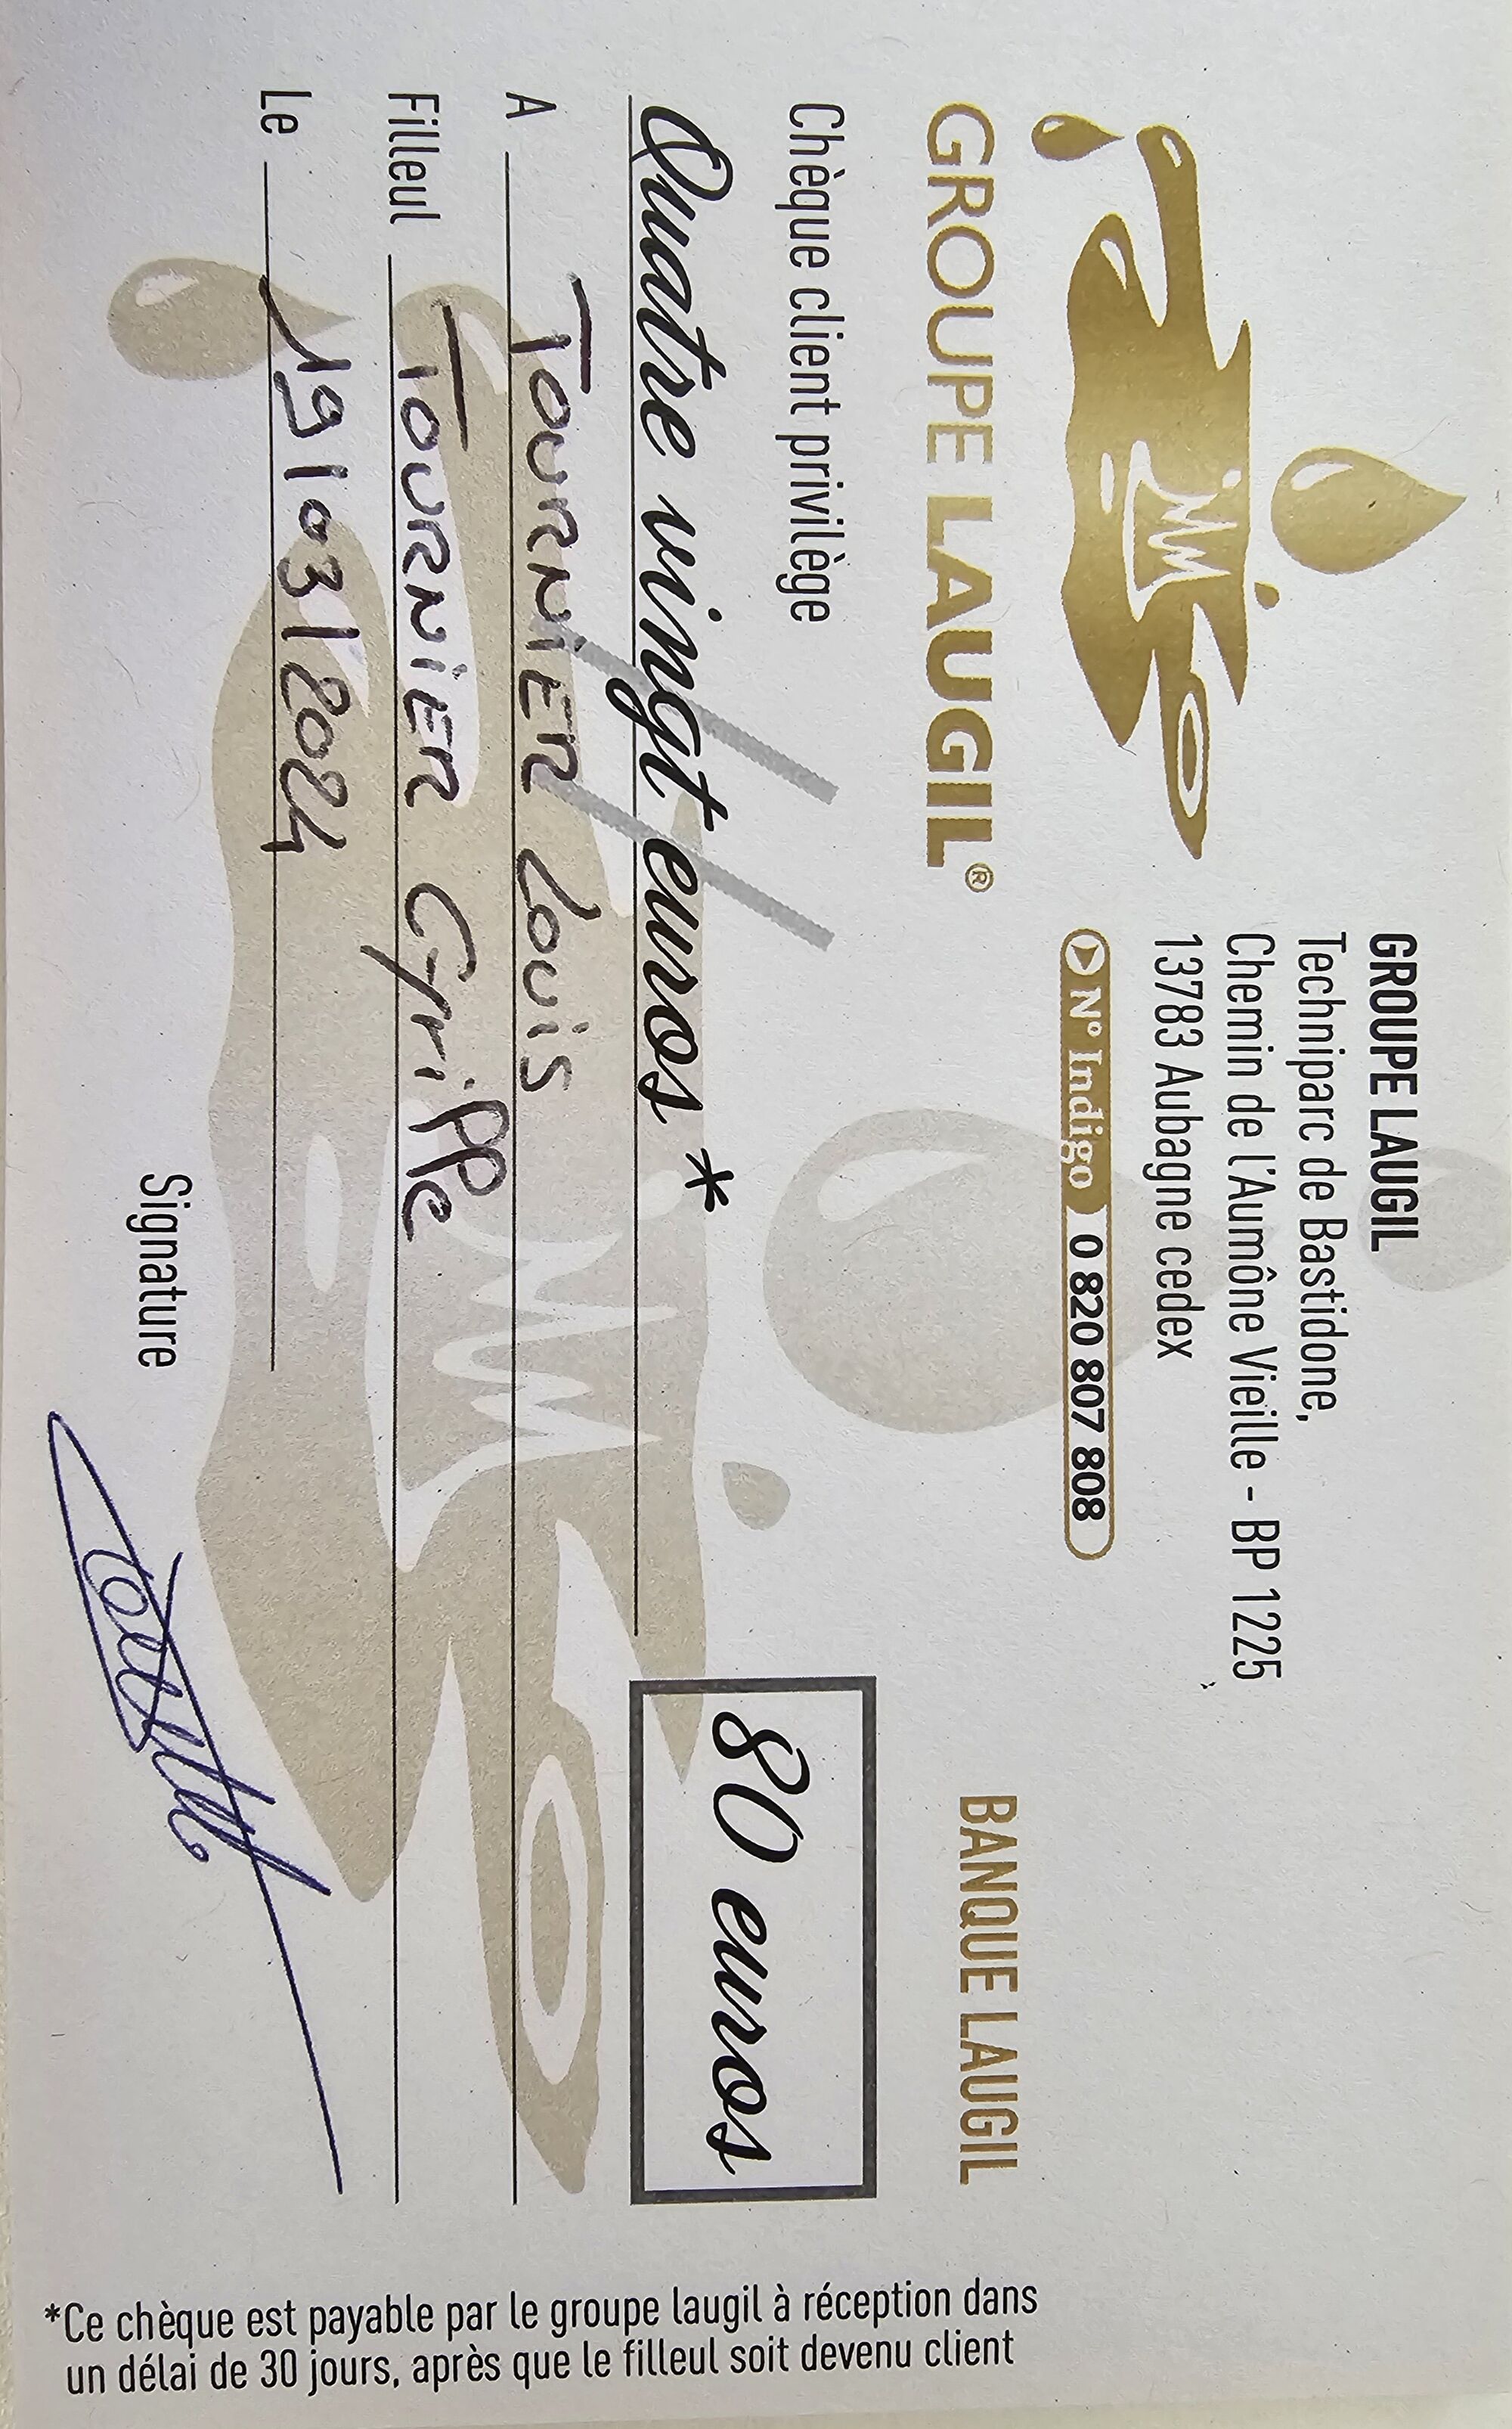 GROUPE LAUGIL®
GROUPE LAUGIL
Techniparc de Bastidone,
Chemin de l'Aumône Vieille - BP 1225
13783 Aubagne cedex
N° Indigo 0 820 807 808
BANQUE LAUGIL
Chèque client privilège
Quatre vingt euros *
80 euros
A TOURNIER Louis
Filleul TOURNIER Cyrille
Le 19/03/2024
Signature
*Ce chèque est payable par le groupe laugil à réception dans
un délai de 30 jours, après que le filleul soit devenu client